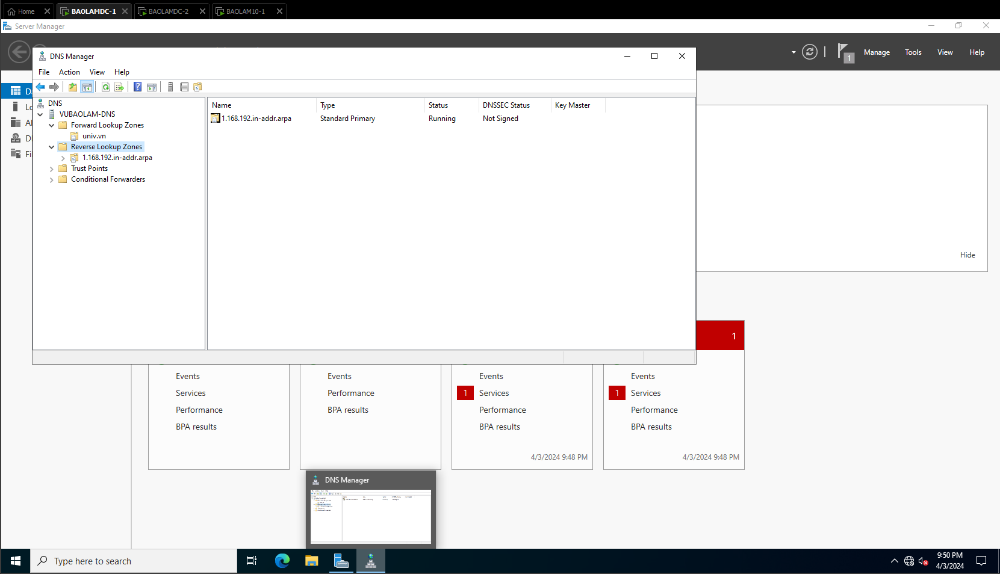 Home
BAOLAMDC-1
BAOLAMDC-2
BAOLAM10-1
Server Manager
1
Manage
Tools
View
Help
DNS Manager
File
Action
View
Help
DNS
VUBAOLAM-DNS
Forward Lookup Zones
univ.vn
Reverse Lookup Zones
1.168.192.in-addr.arpa
Trust Points
Conditional Forwarders
Name Type Status DNSSEC Status Key Master
1.168.192.in-addr.arpa Standard Primary Running Not Signed
Hide
1
Events
Services
Performance
BPA results
Events
Performance
BPA results
Events
1 Services
Performance
BPA results
4/3/2024 9:48 PM
Events
1 Services
Performance
BPA results
4/3/2024 9:48 PM
DNS Manager
Type here to search
9:50 PM
4/3/2024